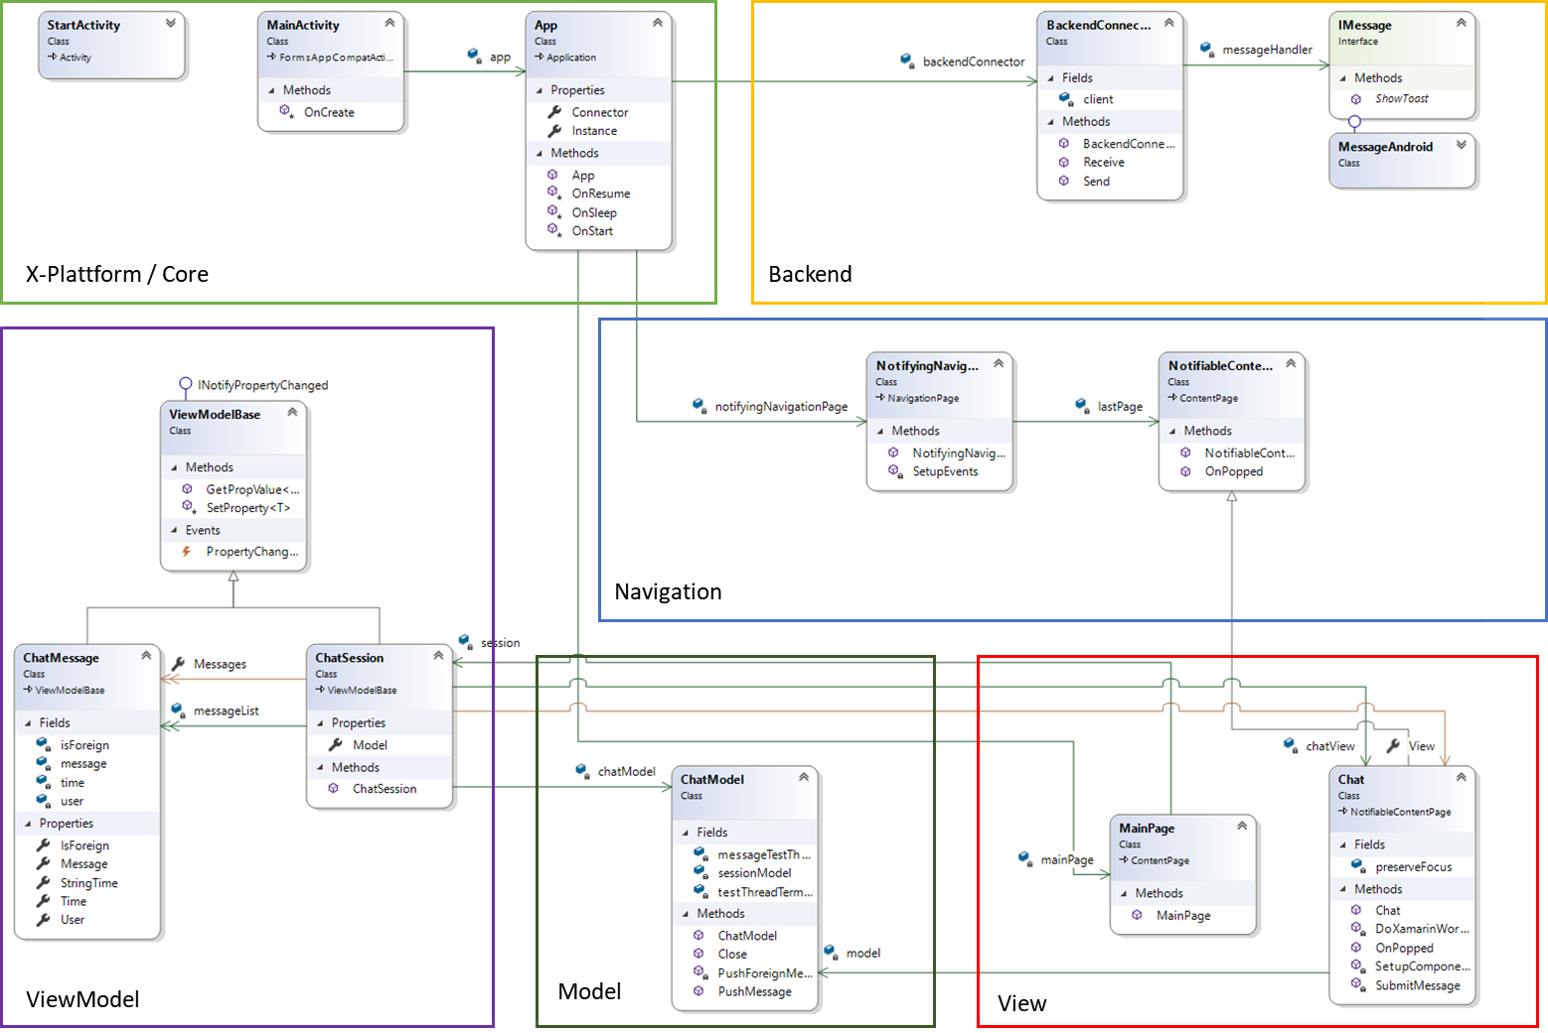 StartActivity
Class
Activity
MainActivity
Class
FormsAppCompatActi...
Methods
OnCreate
app
App
Class
Application
Properties
Connector
Instance
Methods
App
OnResume
OnSleep
OnStart
X-Plattform / Core
backendConnector
BackendConnec...
Class
Fields
client
Methods
BackendConne...
Receive
Send
messageHandler
IMessage
Interface
Methods
ShowToast
MessageAndroid
Class
Backend
INotifyPropertyChanged
ViewModelBase
Class
Methods
GetPropValue<...
SetProperty<T>
Events
PropertyChang...
ChatMessage
Class
ViewModelBase
Fields
isForeign
message
time
user
Properties
IsForeign
Message
StringTime
Time
User
Messages
messageList
ChatSession
Class
ViewModelBase
Properties
Model
Methods
ChatSession
session
ViewModel
notifyingNavigationPage
NotifyingNavig...
Class
NavigationPage
Methods
NotifyingNavig...
SetupEvents
lastPage
NotifiableConte...
Class
ContentPage
Methods
NotifiableCont...
OnPopped
Navigation
chatModel
ChatModel
Class
Fields
messageTestTh...
sessionModel
testThreadTerm...
Methods
ChatModel
Close
PushForeignMe...
PushMessage
model
Model
mainPage
MainPage
Class
ContentPage
Methods
MainPage
chatView
View
Chat
Class
NotifiableContentPage
Fields
preserveFocus
Methods
Chat
DoXamarinWor...
OnPopped
SetupCompone...
SubmitMessage
View